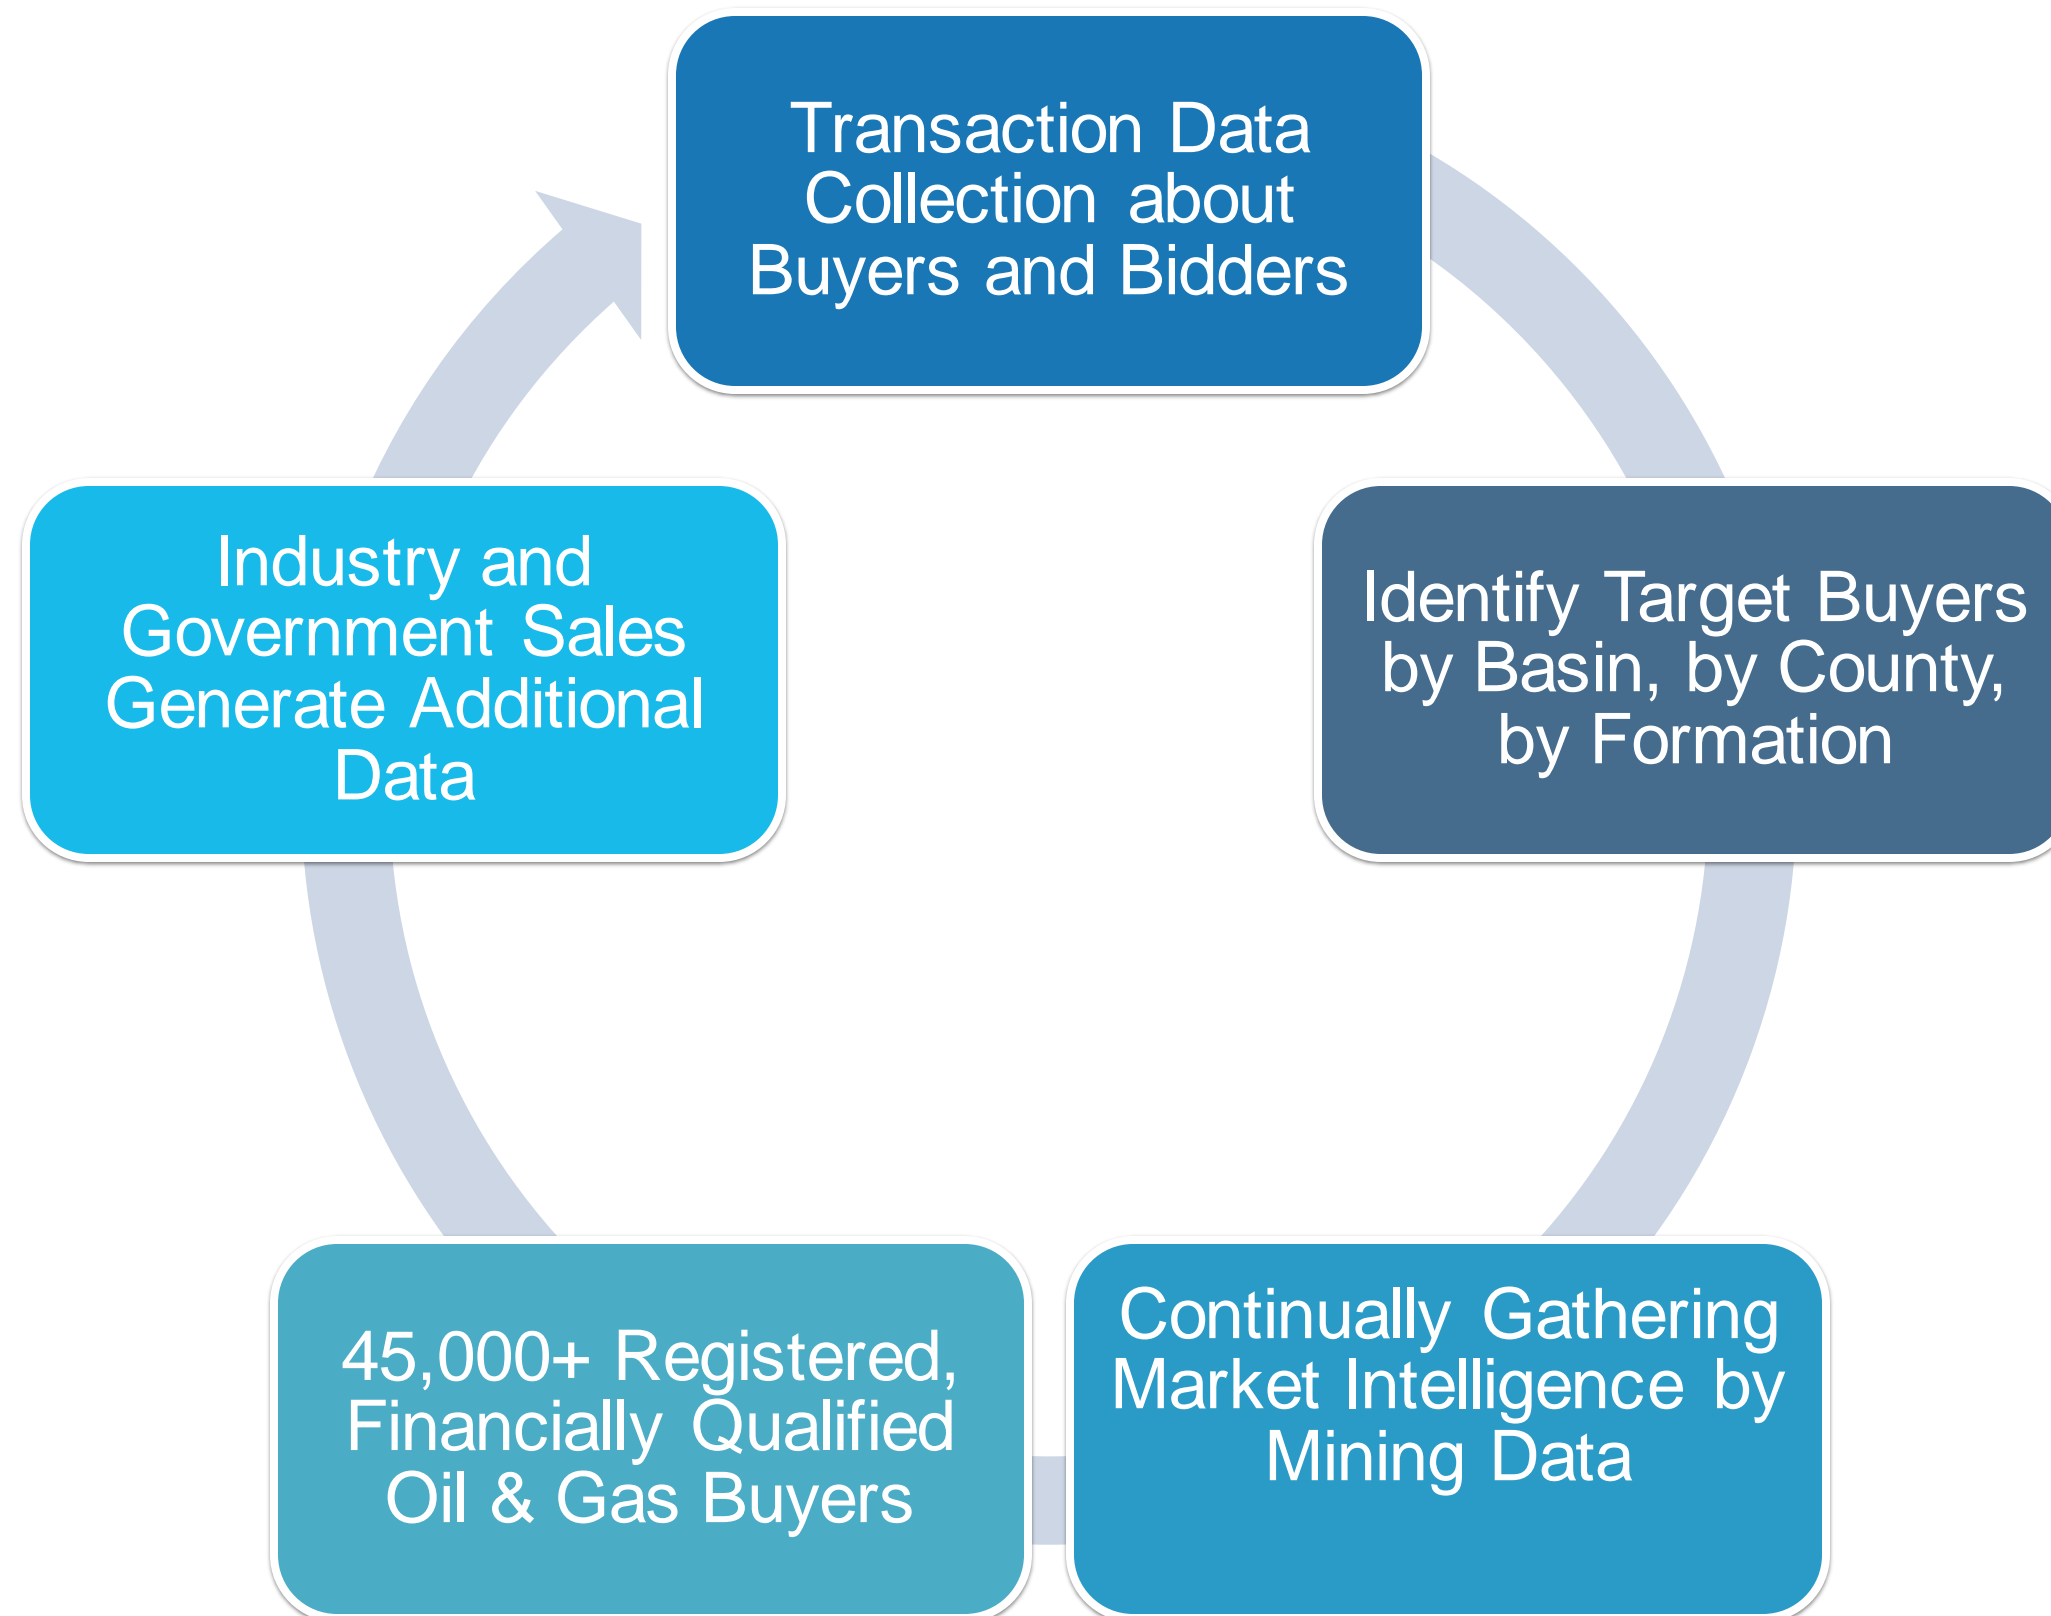 Transaction Data
Collection about
Buyers and Bidders
Identify Target Buyers
by Basin, by County,
by Formation
Continually Gathering
Market Intelligence by
Mining Data
45,000+ Registered,
Financially Qualified
Oil & Gas Buyers
Industry and
Government Sales
Generate Additional
Data